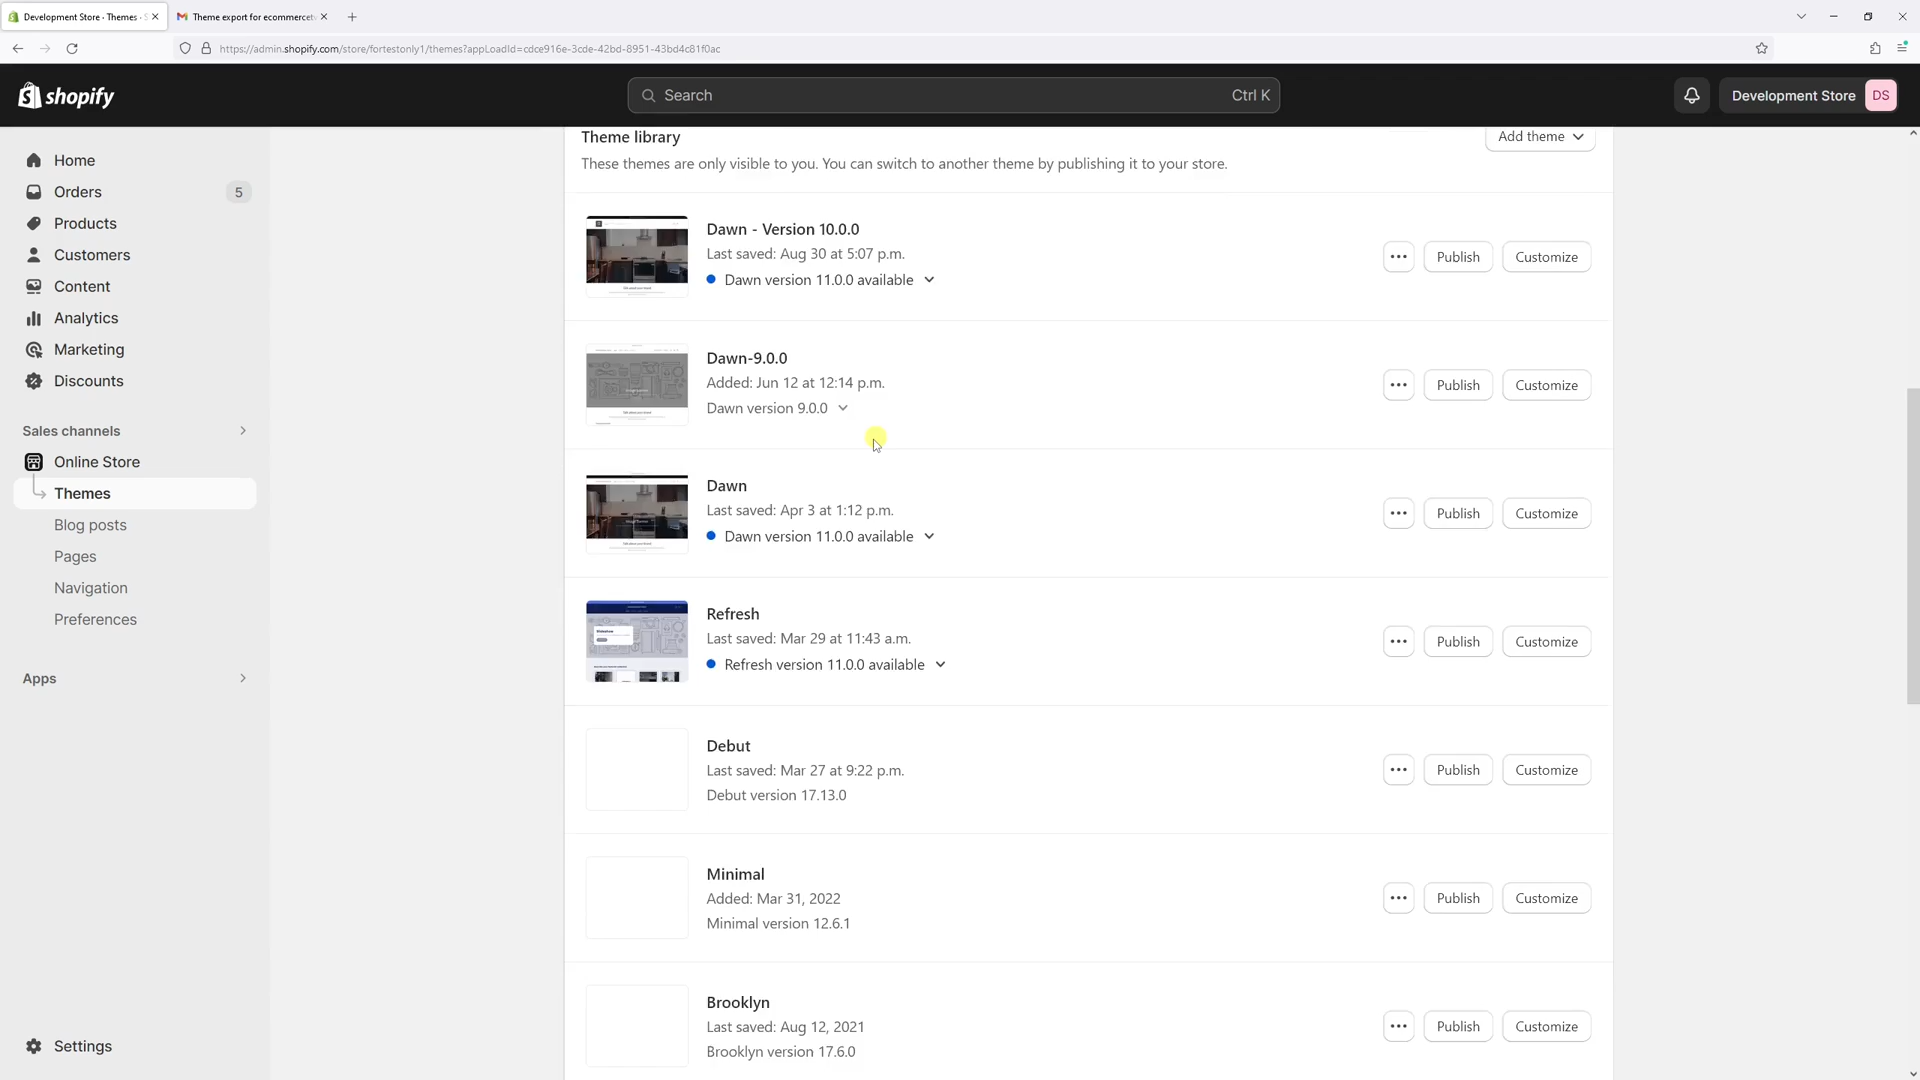 Development Store · Themes · S
Theme export for ecommercet
https://admin.shopify.com/store/fortestonly1/themes?appLoadId=cdce916e-3cde-42bd-8951-43bd4c81f0ac
shopify
Search
Ctrl K
Development Store
DS
Home
Orders
5
Products
Customers
Content
Analytics
Marketing
Discounts
Sales channels
Online Store
Themes
Blog posts
Pages
Navigation
Preferences
Apps
Settings
Theme library
Add theme
These themes are only visible to you. You can switch to another theme by publishing it to your store.
Dawn - Version 10.0.0
Last saved: Aug 30 at 5:07 p.m.
Dawn version 11.0.0 available
Publish
Customize
Dawn-9.0.0
Added: Jun 12 at 12:14 p.m.
Dawn version 9.0.0
Publish
Customize
Dawn
Last saved: Apr 3 at 1:12 p.m.
Dawn version 11.0.0 available
Publish
Customize
Refresh
Last saved: Mar 29 at 11:43 a.m.
Refresh version 11.0.0 available
Publish
Customize
Debut
Last saved: Mar 27 at 9:22 p.m.
Debut version 17.13.0
Publish
Customize
Minimal
Added: Mar 31, 2022
Minimal version 12.6.1
Publish
Customize
Brooklyn
Last saved: Aug 12, 2021
Brooklyn version 17.6.0
Publish
Customize